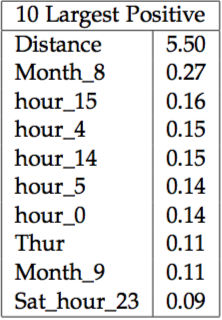 10 Largest Positive
Distance 5.50
Month_8 0.27
hour_15 0.16
hour_4 0.15
hour_14 0.15
hour_5 0.14
hour_0 0.14
Thur 0.11
Month_9 0.11
Sat_hour_23 0.09